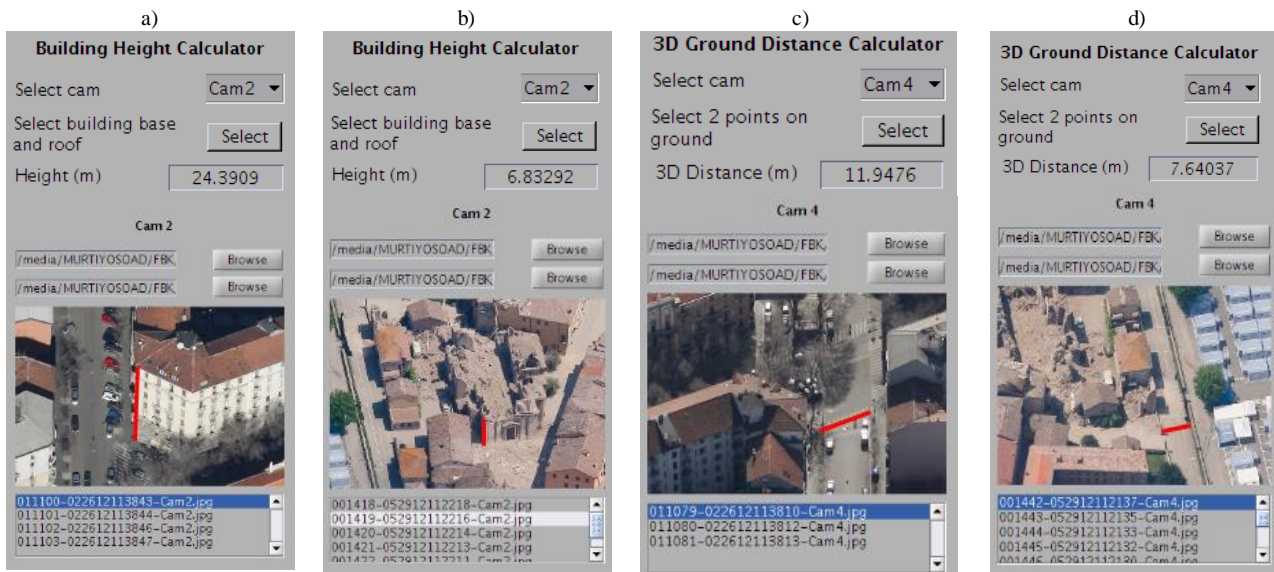 a)
Building Height Calculator
Select cam
Cam2
Select building base
and roof
Select
Height (m)
24.3909
Cam 2
/media/MURTIYOSOAD/FBK
Browse
/media/MURTIYOSOAD/FBK
Browse
011100-022612113843-Cam2.jpg
011101-022612113844-Cam2.jpg
011102-022612113846-Cam2.jpg
011103-022612113847-Cam2.jpg
b)
Building Height Calculator
Select cam
Cam2
Select building base
and roof
Select
Height (m)
6.83292
Cam 2
/media/MURTIYOSOAD/FBK
Browse
/media/MURTIYOSOAD/FBK
Browse
001418-052912112218-Cam2.jpg
001419-052912112216-Cam2.jpg
001420-052912112214-Cam2.jpg
001421-052912112213-Cam2.jpg
001422-052912112211-Cam2.jpg
c)
3D Ground Distance Calculator
Select cam
Cam4
Select 2 points on
ground
Select
3D Distance (m)
11.9476
Cam 4
/media/MURTIYOSOAD/FBK/
Browse
/media/MURTIYOSOAD/FBK/
Browse
011079-022612113810-Cam4.jpg
011080-022612113812-Cam4.jpg
011081-022612113813-Cam4.jpg
d)
3D Ground Distance Calculator
Select cam
Cam4
Select 2 points on
ground
Select
3D Distance (m)
7.64037
Cam 4
/media/MURTIYOSOAD/FBK/
Browse
/media/MURTIYOSOAD/FBK/
Browse
001442-052912112137-Cam4.jpg
001443-052912112135-Cam4.jpg
001444-052912112133-Cam4.jpg
001445-052912112132-Cam4.jpg
001446-052912112130-Cam4.jpg